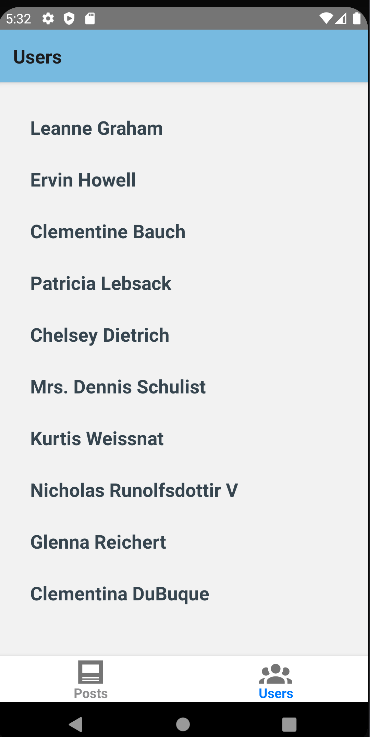 5:32
Users
Leanne Graham
Ervin Howell
Clementine Bauch
Patricia Lebsack
Chelsey Dietrich
Mrs. Dennis Schulist
Kurtis Weissnat
Nicholas Runolfsdottir V
Glenna Reichert
Clementina DuBuque
Posts
Users